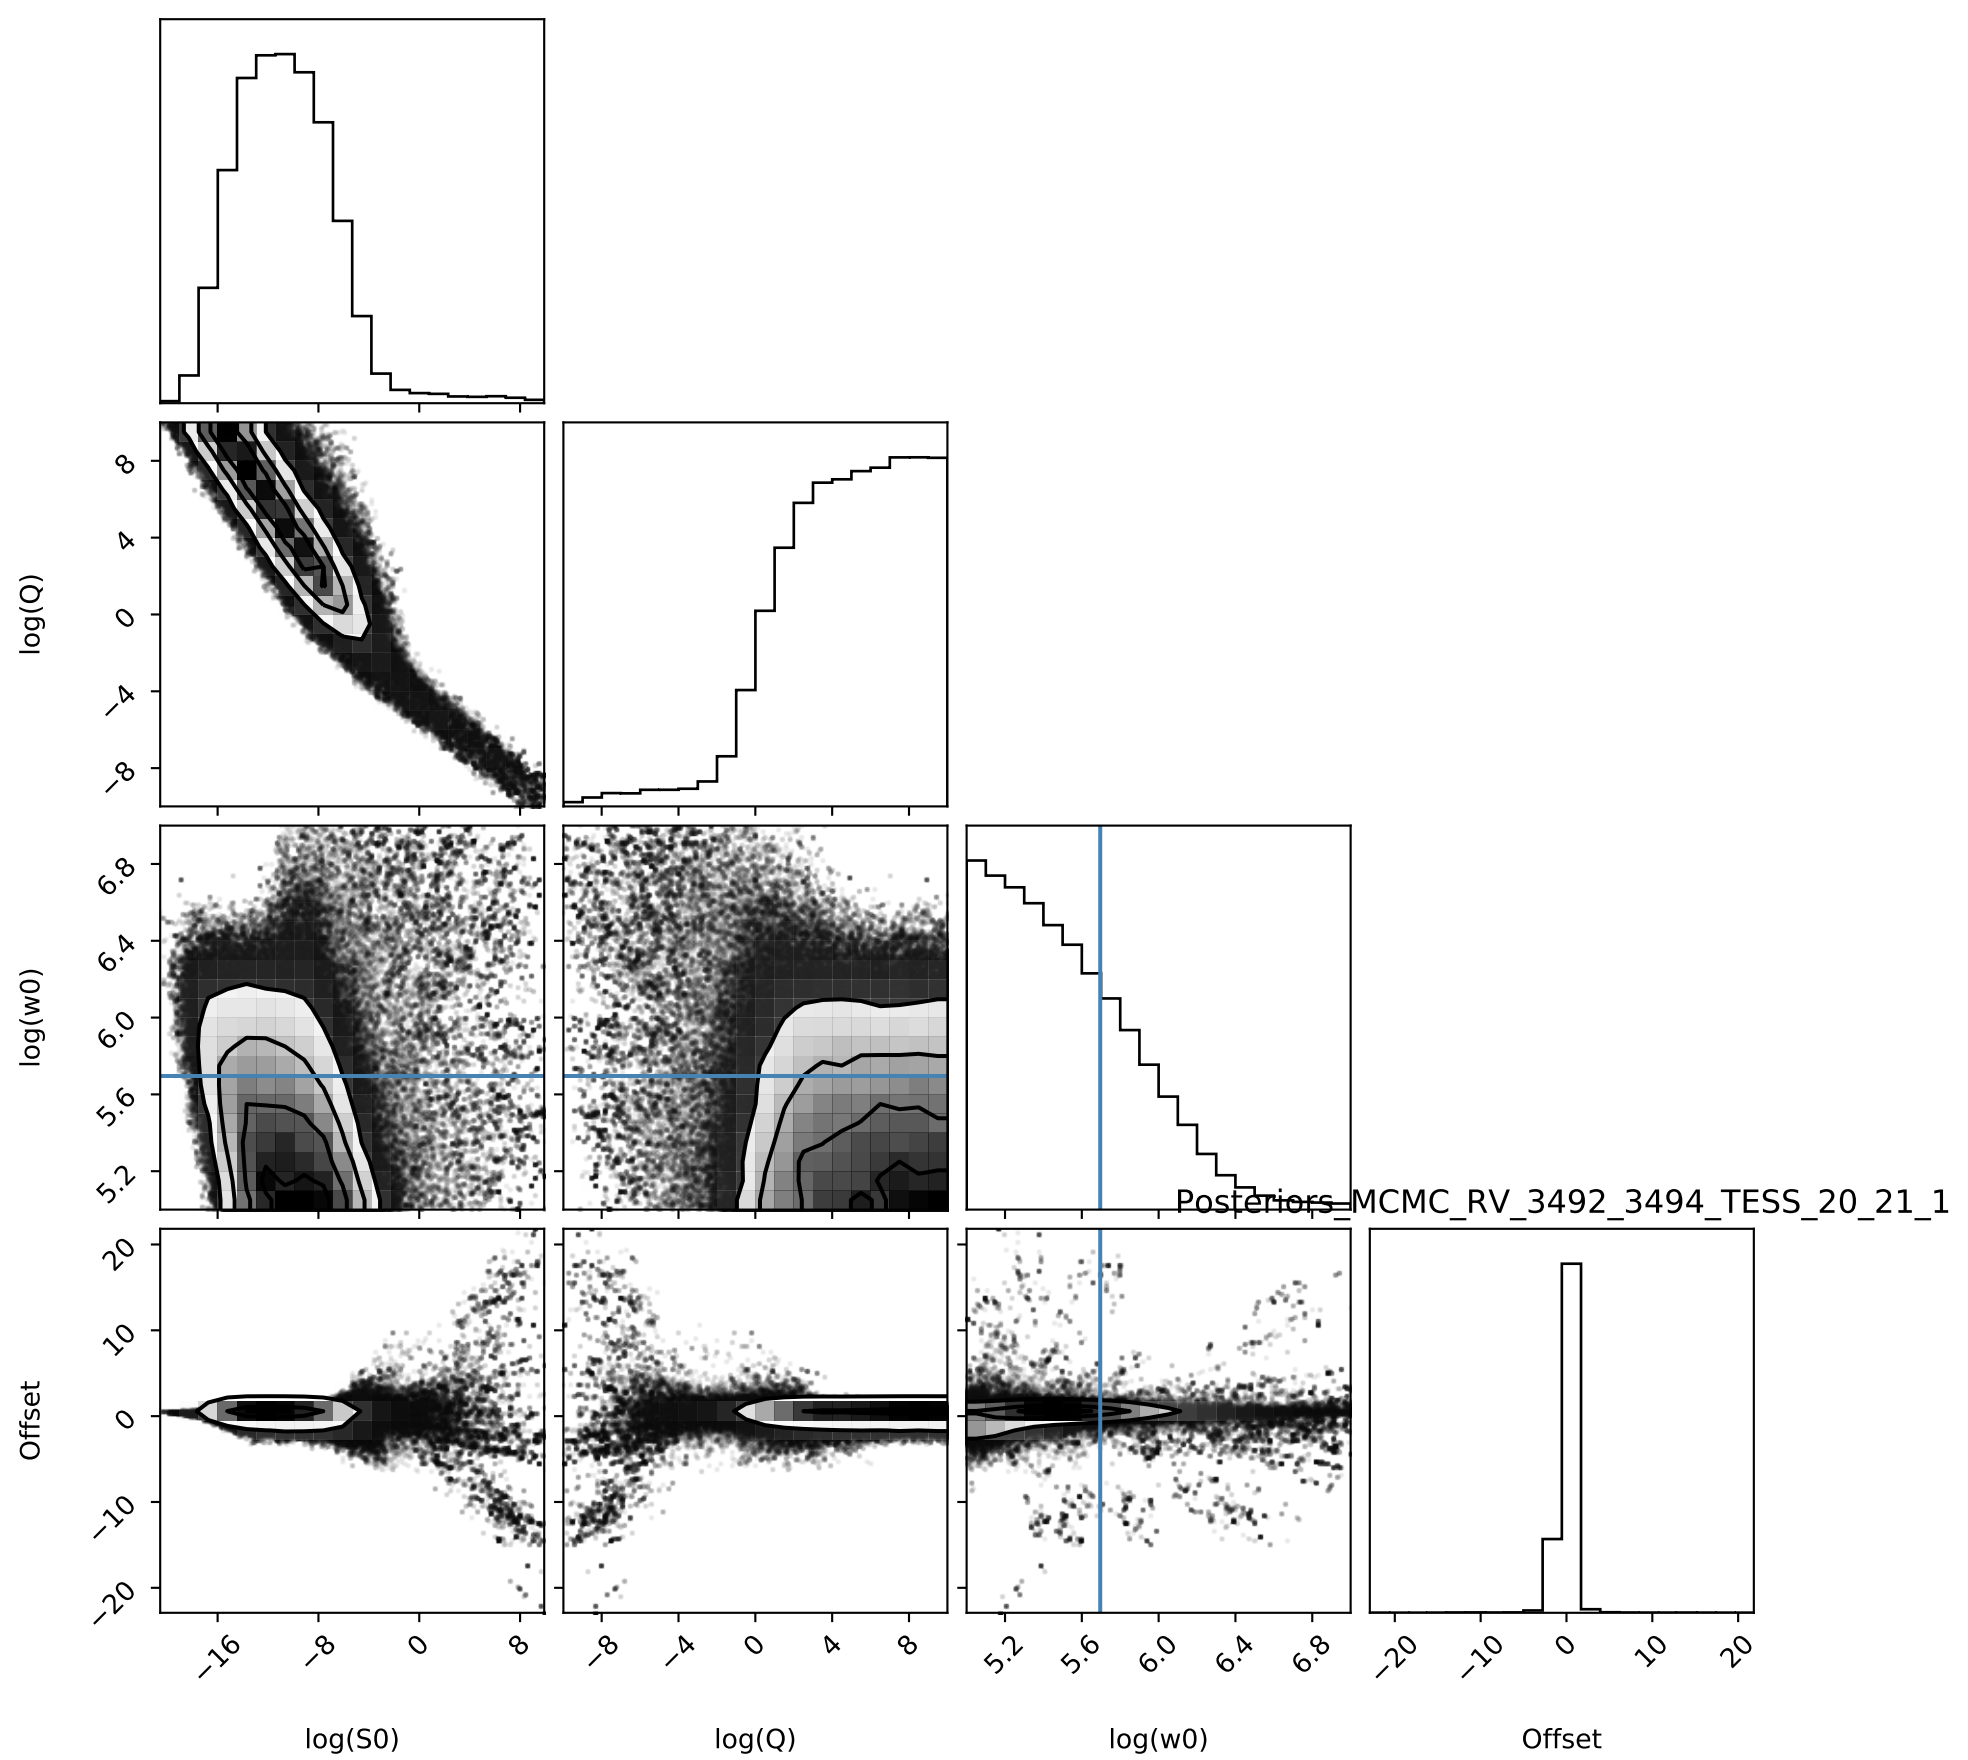 8
4
0
−4
−8
log(Q)
6.8
6.4
6.0
5.6
5.2
log(w0)
Posteriors_MCMC_RV_3492_3494_TESS_20_21_1
20
10
0
−10
−20
Offset
−16 −8 0 8
−8 −4 0 4 8
5.2 5.6 6.0 6.4 6.8
−20 −10 0 10 20
log(S0)
log(Q)
log(w0)
Offset